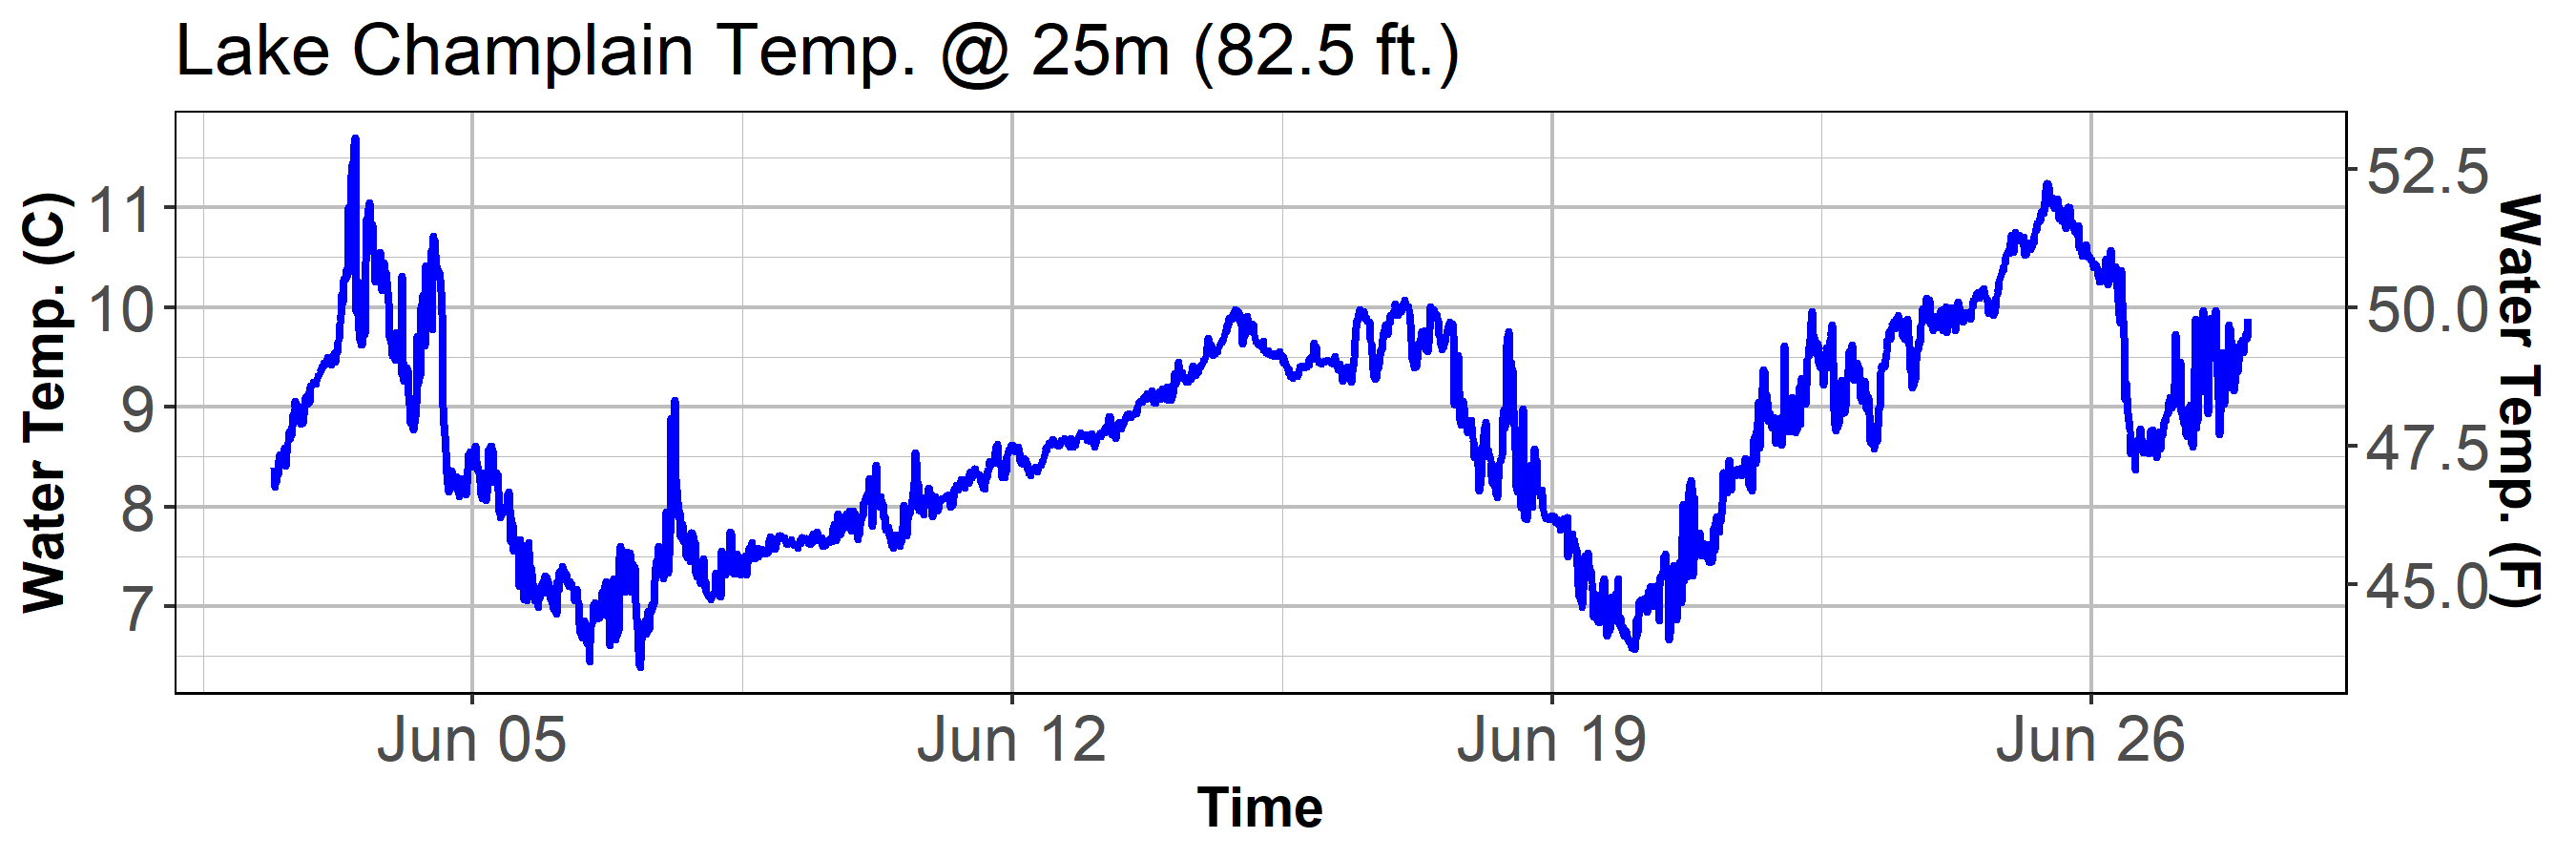 Lake Champlain Temp. @ 25m (82.5 ft.)
Water Temp. (C)
11
10
9
8
7
52.5
50.0
47.5
45.0
Water Temp. (F)
Jun 05 Jun 12 Jun 19 Jun 26
Time